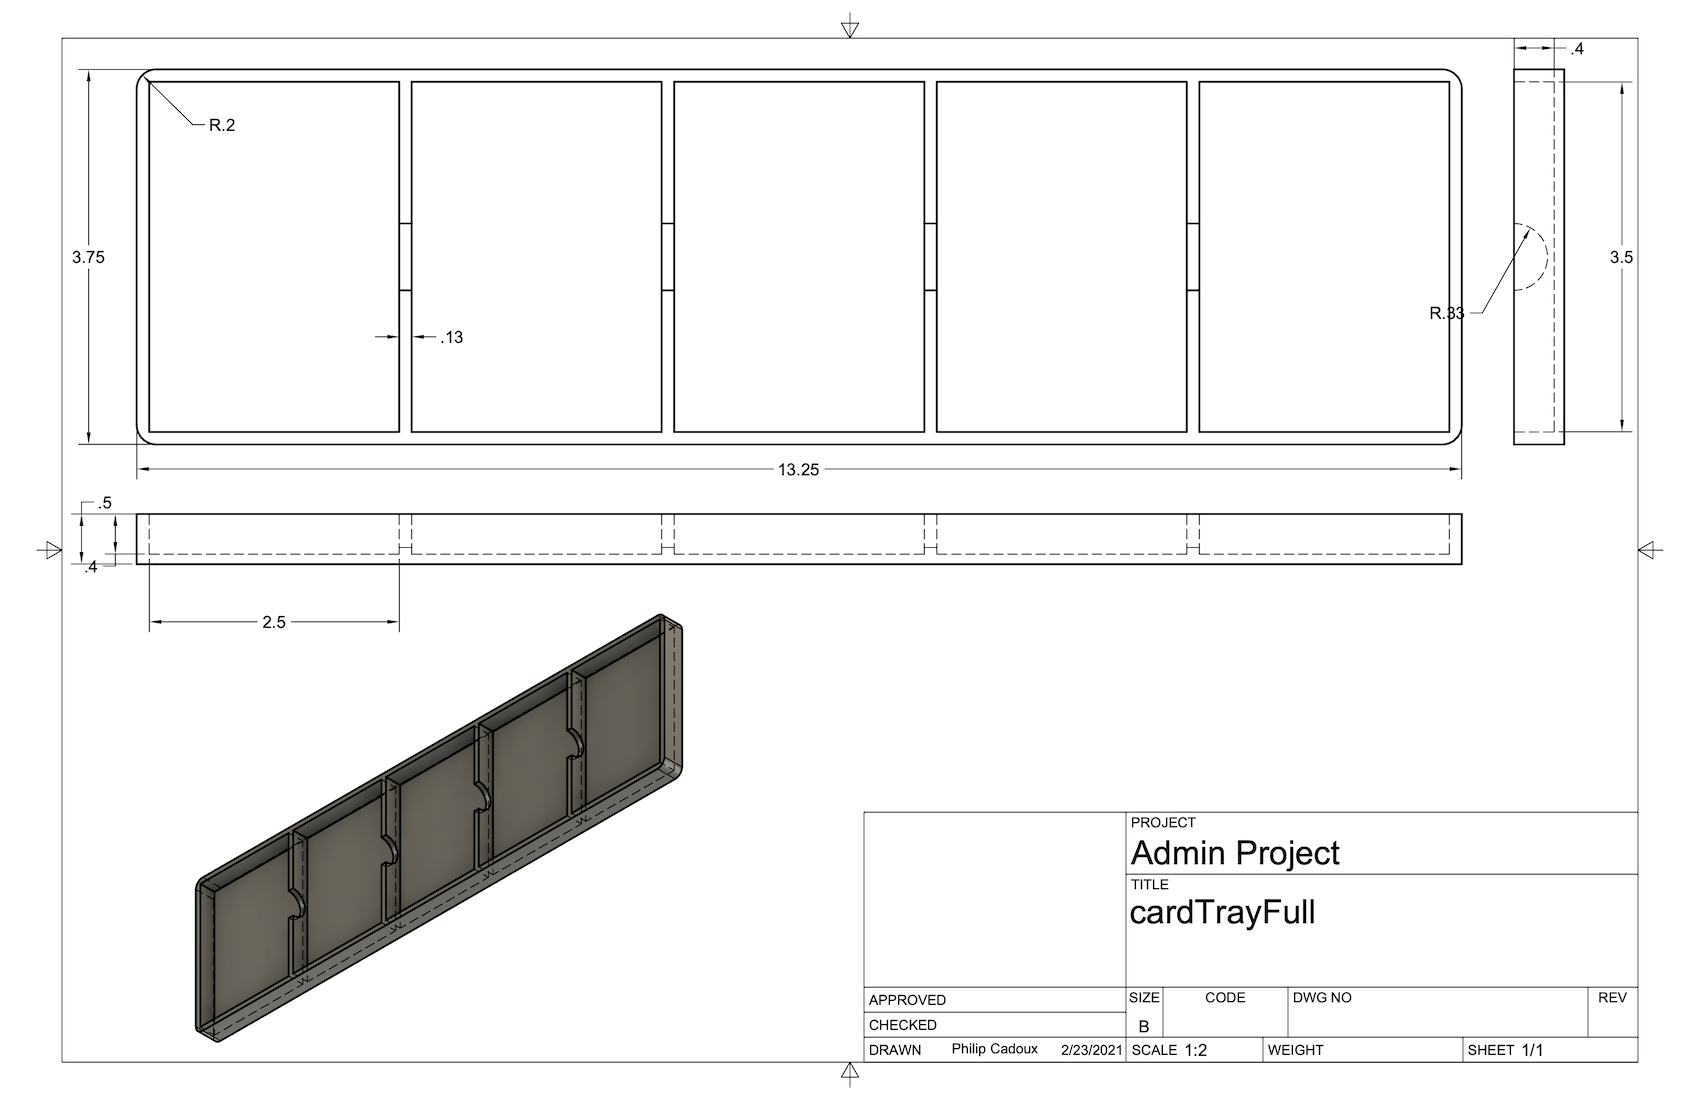 .4
R.2
3.75
3.5
R.33
.13
13.25
.5
.4
2.5
PROJECT
Admin Project
TITLE
cardTrayFull
APPROVED
CHECKED
DRAWN Philip Cadoux 2/23/2021
SIZE CODE DWG NO REV
B
SCALE 1:2 WEIGHT SHEET 1/1